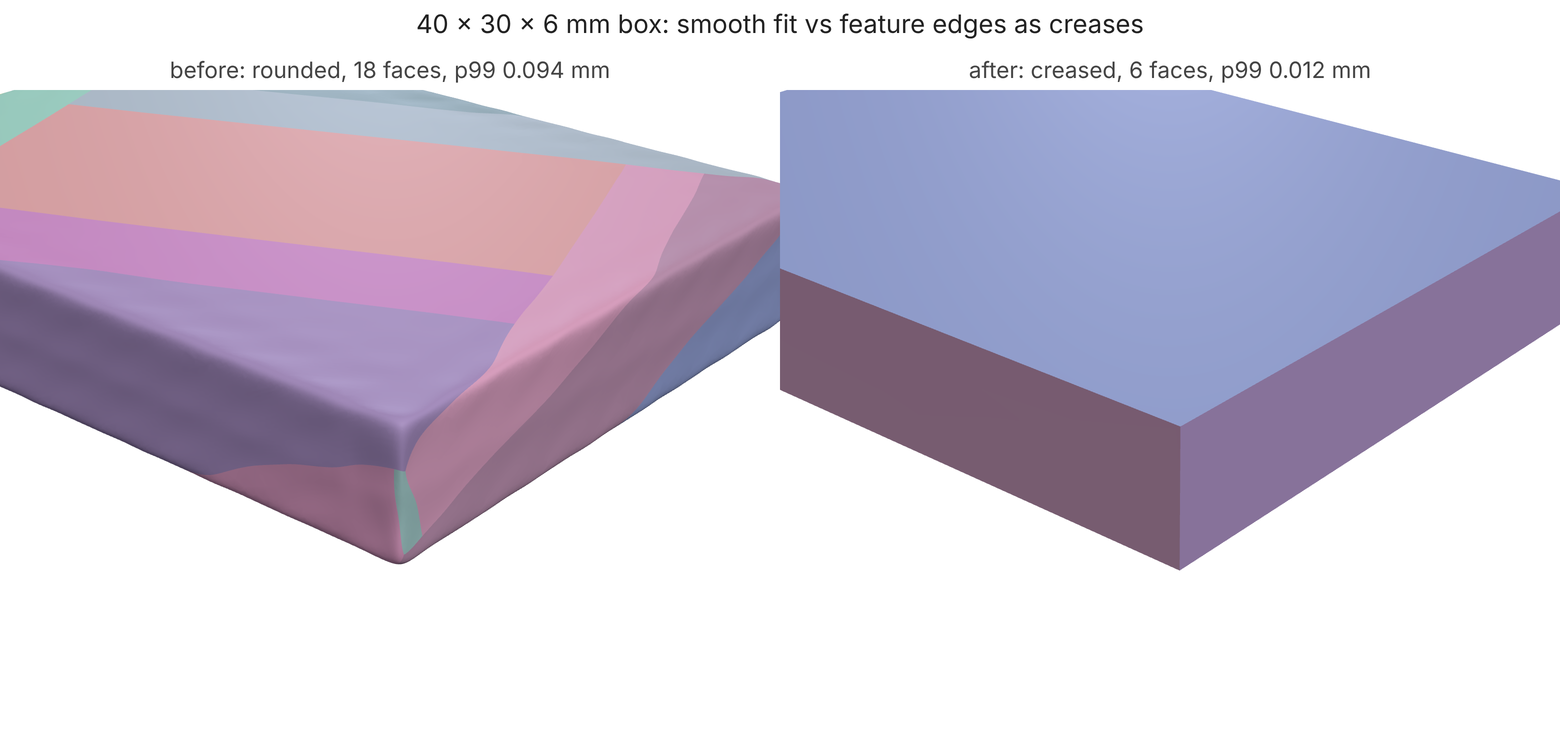 40 × 30 × 6 mm box: smooth fit vs feature edges as creases
before: rounded, 18 faces, p99 0.094 mm
after: creased, 6 faces, p99 0.012 mm